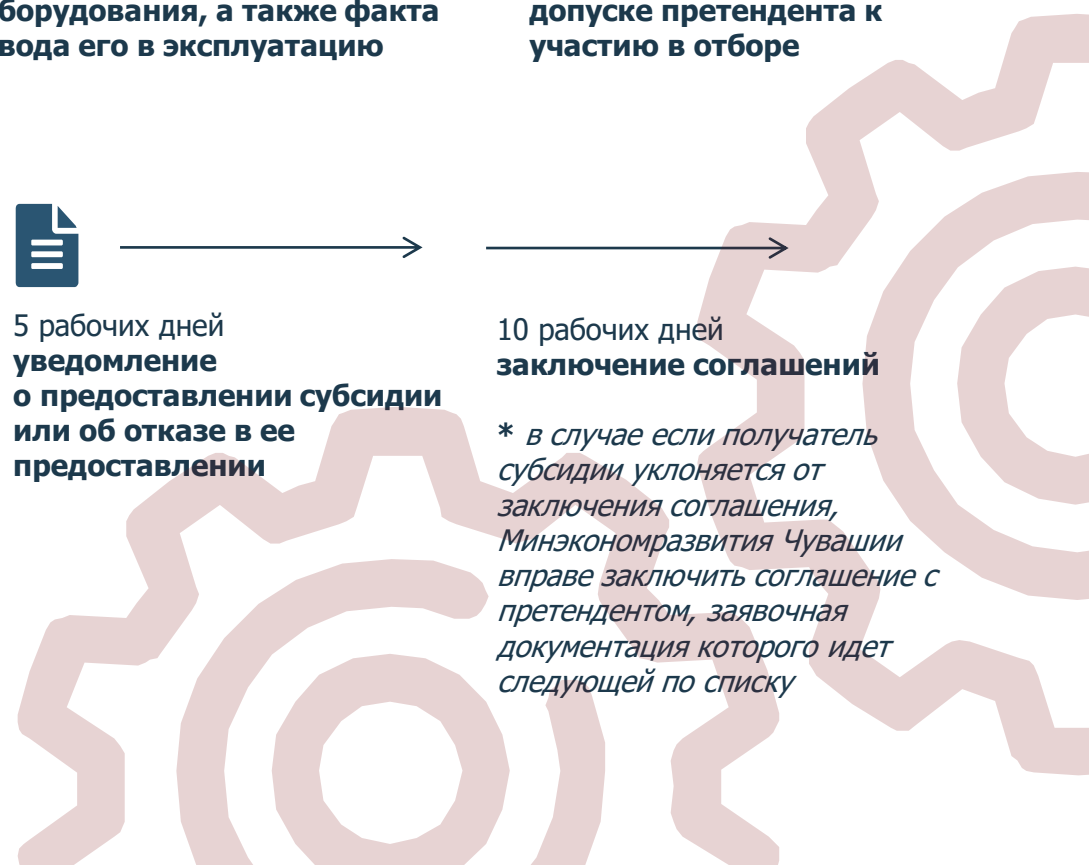 борудования, а также факта
вода его в эксплуатацию
допуске претендента к
участию в отборе
5 рабочих дней
уведомление
о предоставлении субсидии
или об отказе в ее
предоставлении
10 рабочих дней
заключение соглашений
* в случае если получатель
субсидии уклоняется от
заключения соглашения,
Минэкономразвития Чувашии
вправе заключить соглашение с
претендентом, заявочная
документация которого идет
следующей по списку